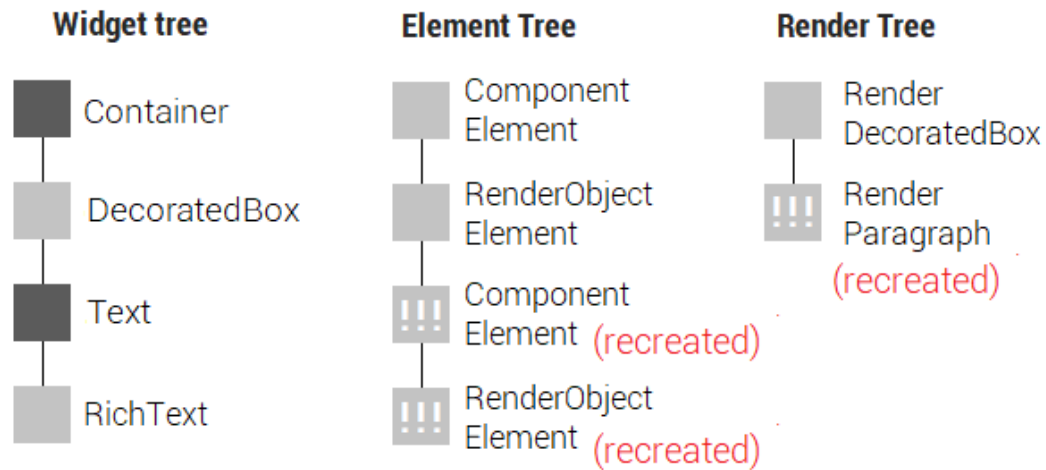 Widget tree
Container
DecoratedBox
Text
RichText
Element Tree
Component
Element
RenderObject
Element
!!! Component
Element (recreated)
!!! RenderObject
Element (recreated)
Render Tree
Render
DecoratedBox
!!! Render
Paragraph
(recreated)